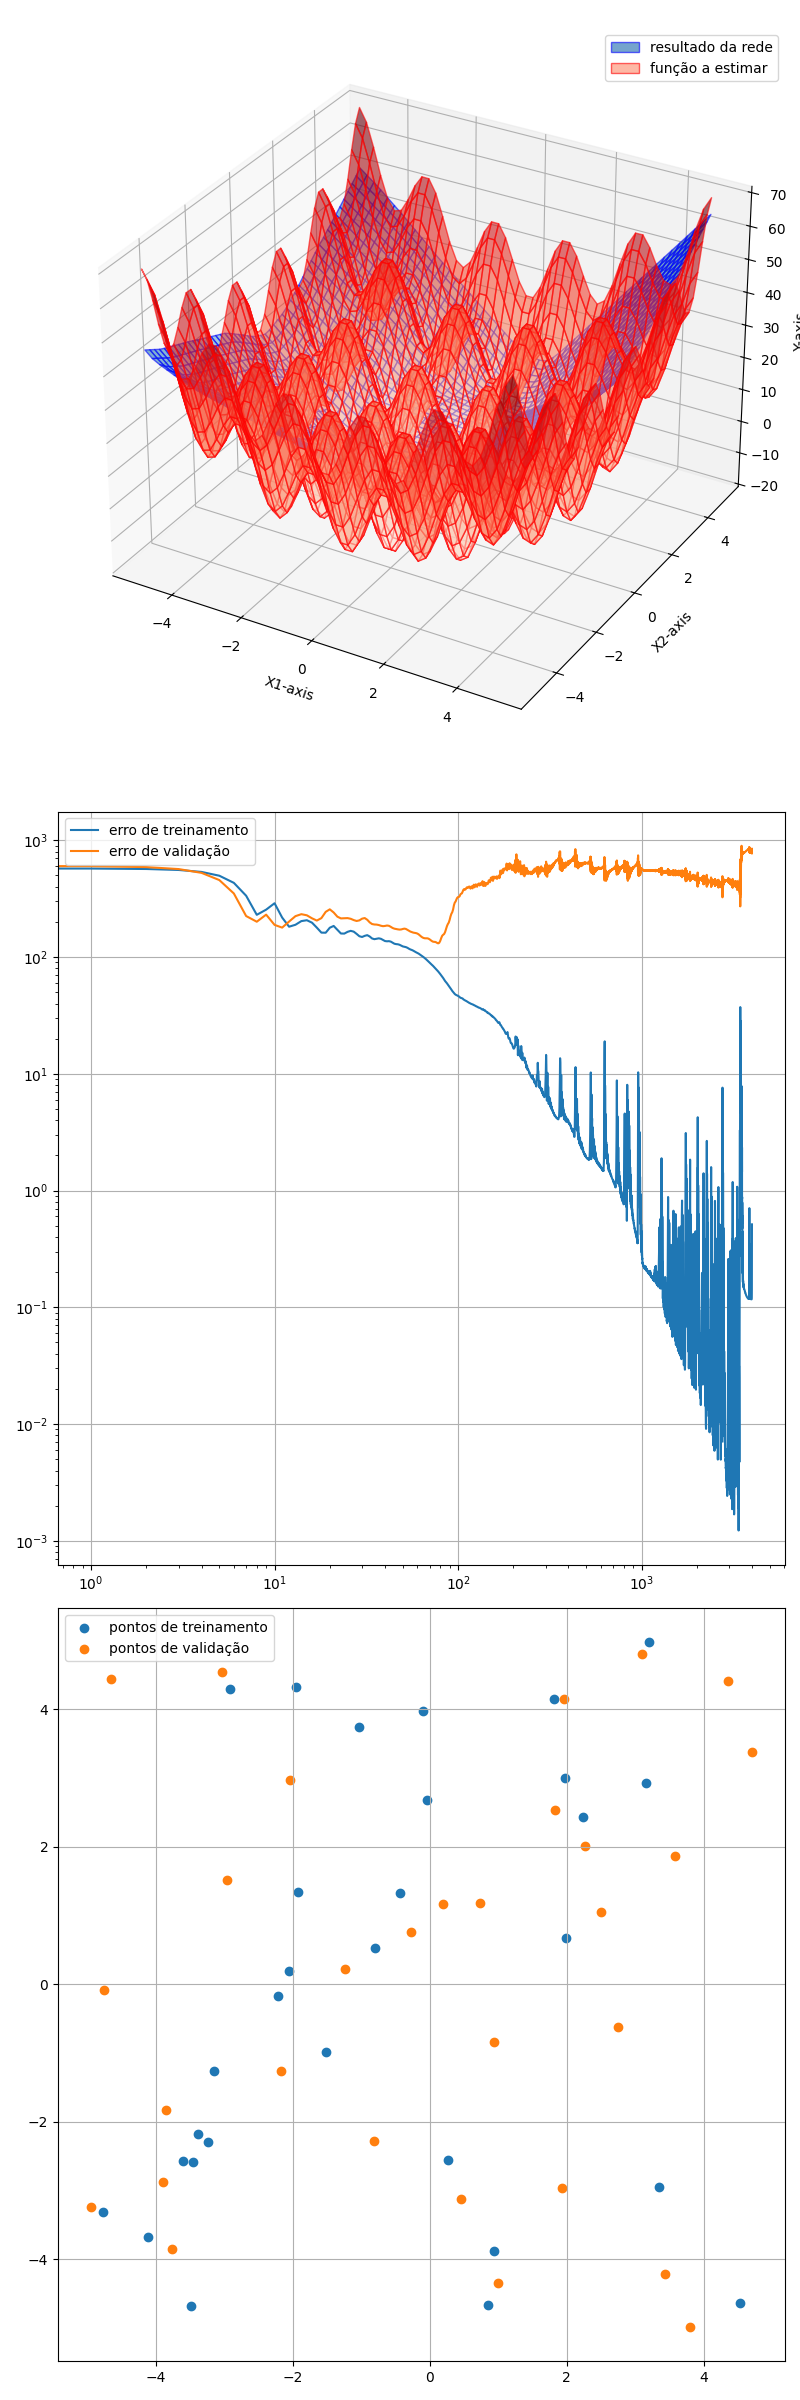 resultado da rede
função a estimar
70
60
50
40
30
20
10
0
−10
−20
Y-axis
4
2
0
−2
−4
X2-axis
−4
−2
0
2
4
X1-axis
erro de treinamento
erro de validação
10³
10²
10¹
10⁰
10⁻¹
10⁻²
10⁻³
10⁰ 10¹ 10² 10³
pontos de treinamento
pontos de validação
4
2
0
−2
−4
−4 −2 0 2 4